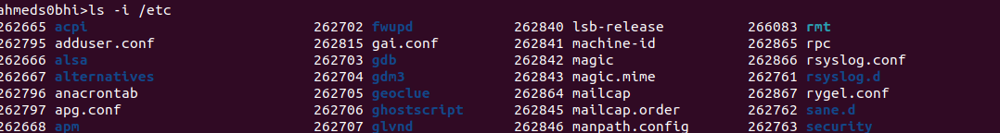 ahmeds0bhi>ls -i /etc
262665 acpi 262702 fwupd 262840 lsb-release 266083 rmt
262795 adduser.conf 262815 gai.conf 262841 machine-id 262865 rpc
262666 alsa 262703 gdb 262842 magic 262866 rsyslog.conf
262667 alternatives 262704 gdm3 262843 magic.mime 262761 rsyslog.d
262796 anacrontab 262705 geoclue 262864 mailcap 262867 rygel.conf
262797 apg.conf 262706 ghostscript 262845 mailcap.order 262762 sane.d
262668 apm 262707 glvnd 262846 manpath.config 262763 security